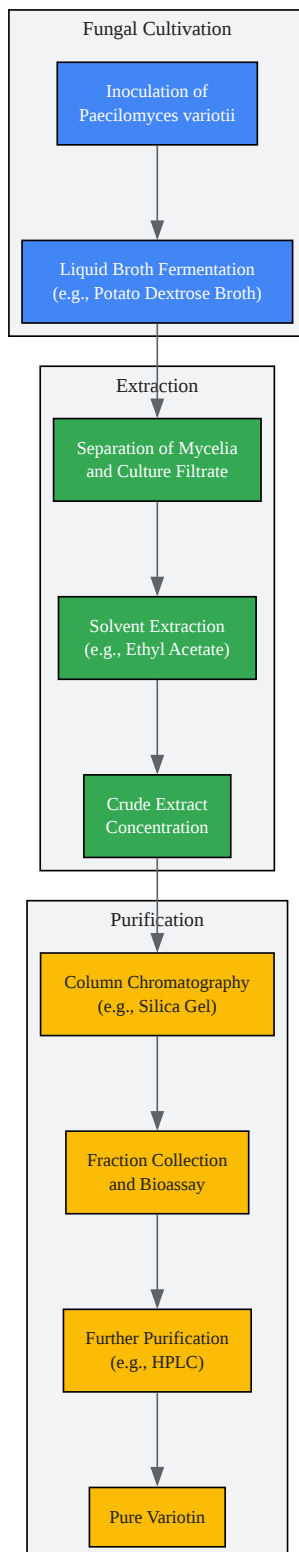 Fungal Cultivation
Inoculation of
Paecilomyces variotii
Liquid Broth Fermentation
(e.g., Potato Dextrose Broth)
Extraction
Separation of Mycelia
and Culture Filtrate
Solvent Extraction
(e.g., Ethyl Acetate)
Crude Extract
Concentration
Purification
Column Chromatography
(e.g., Silica Gel)
Fraction Collection
and Bioassay
Further Purification
(e.g., HPLC)
Pure Variotin